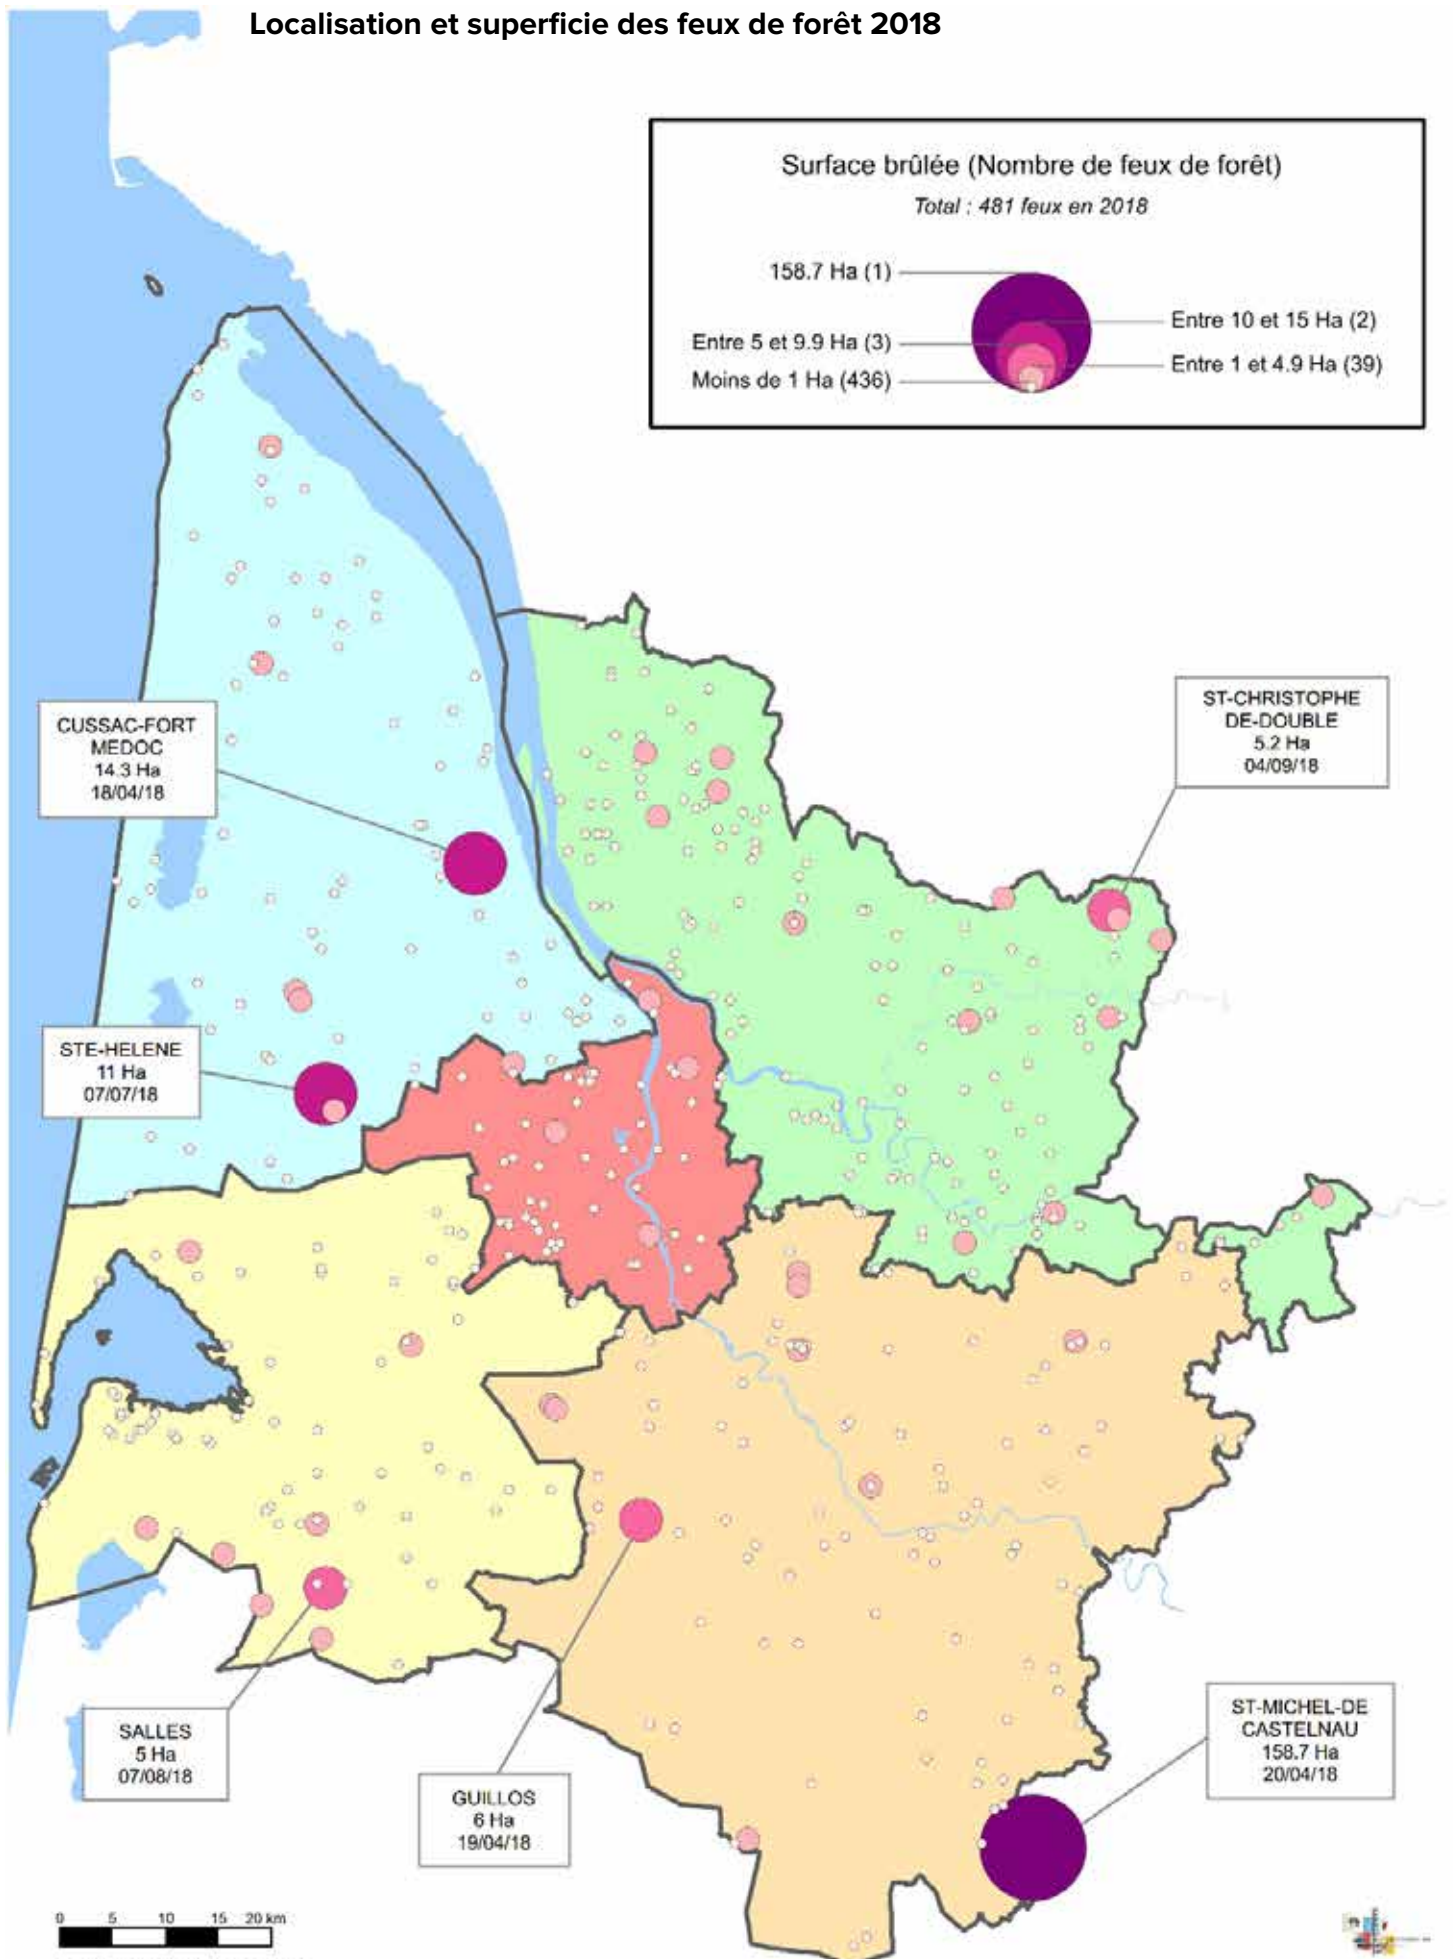 Localisation et superficie des feux de forêt 2018
Surface brûlée (Nombre de feux de forêt)
Total : 481 feux en 2018
158.7 Ha (1)
Entre 10 et 15 Ha (2)
Entre 5 et 9.9 Ha (3)
Entre 1 et 4.9 Ha (39)
Moins de 1 Ha (436)
CUSSAC-FORT
MEDOC
14.3 Ha
18/04/18
ST-CHRISTOPHE
DE-DOUBLE
5.2 Ha
04/09/18
STE-HELENE
11 Ha
07/07/18
SALLES
5 Ha
07/08/18
GUILLOS
6 Ha
19/04/18
ST-MICHEL-DE
CASTELNAU
158.7 Ha
20/04/18
0 5 10 15 20 km